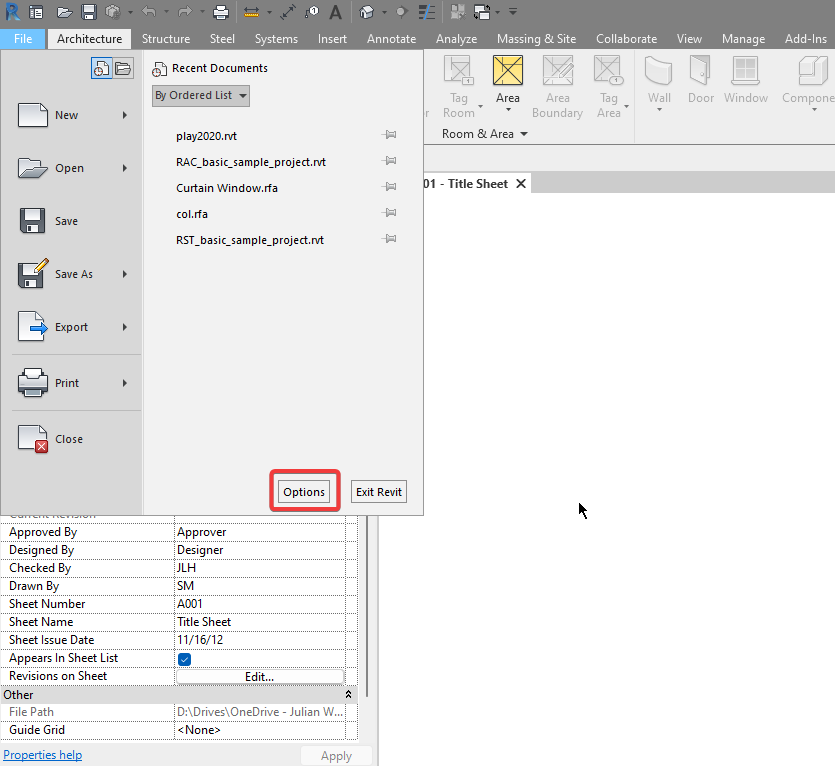 File Architecture Structure Steel Systems Insert Annotate Analyze Massing & Site Collaborate View Manage Add-Ins
Recent Documents
By Ordered List
New
Open
Save
Save As
Export
Print
Close
play2020.rvt
RAC_basic_sample_project.rvt
Curtain Window.rfa
col.rfa
RST_basic_sample_project.rvt
Options
Exit Revit
Tag Room
Area
Area Boundary
Tag Area
Wall
Door
Window
Compone
Room & Area
01 - Title Sheet
Current Revision
Approved By Approver
Designed By Designer
Checked By JLH
Drawn By SM
Sheet Number A001
Sheet Name Title Sheet
Sheet Issue Date 11/16/12
Appears In Sheet List
Revisions on Sheet Edit...
Other
File Path D:\Drives\OneDrive - Julian W...
Guide Grid <None>
Properties help
Apply